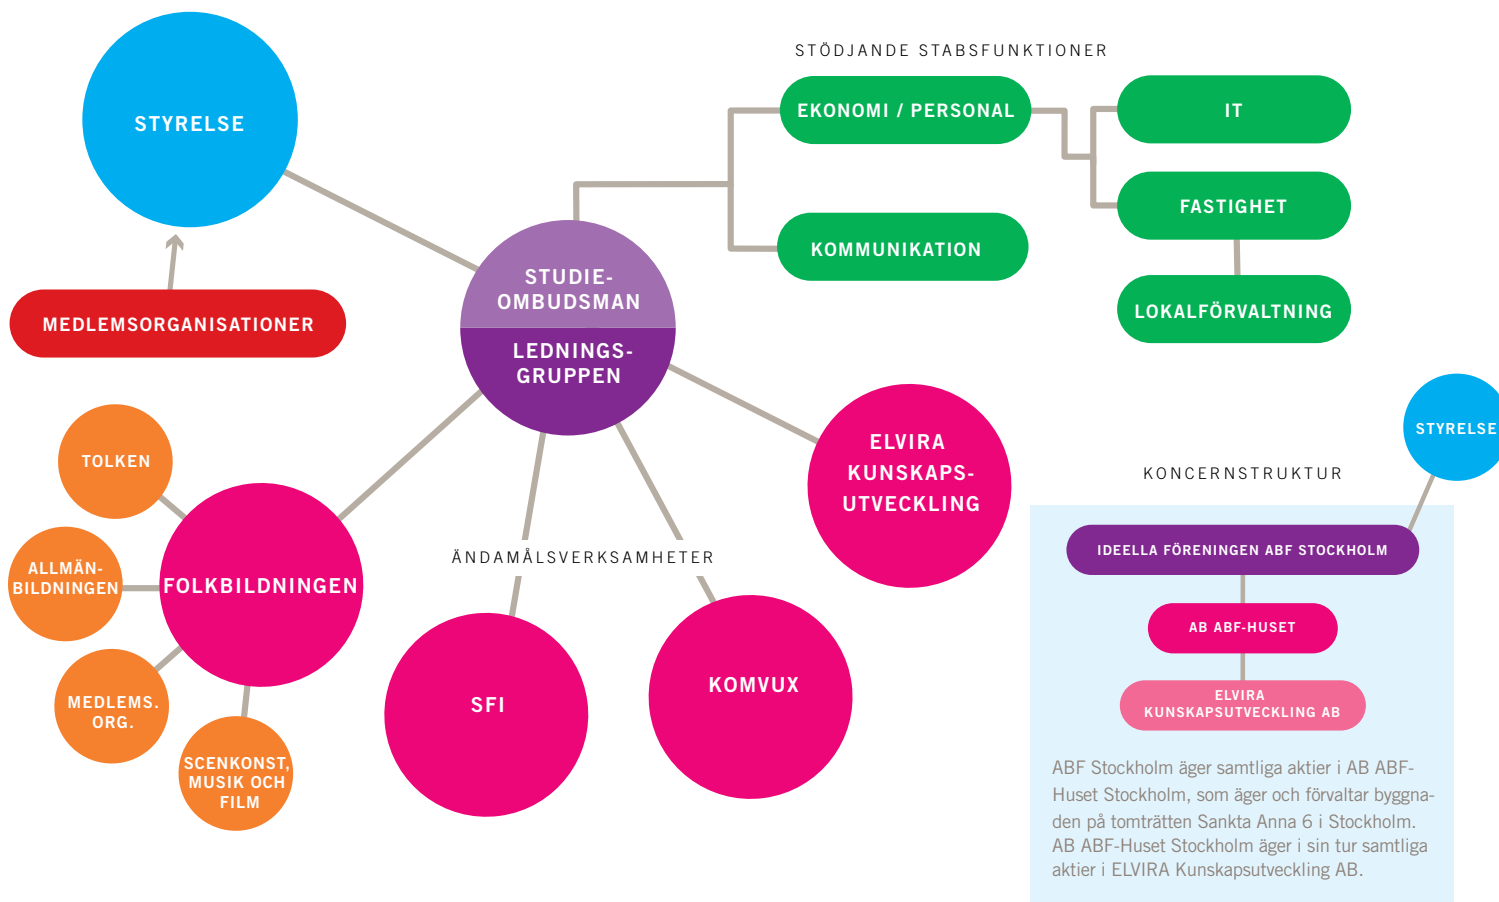 STÖDJANDE STABSFUNKTIONER
STYRELSE
EKONOMI / PERSONAL
IT
FASTIGHET
KOMMUNIKATION
LOKALFÖRVALTNING
STUDIE-
OMBUDSMAN
LEDNINGS-
GRUPPEN
MEDLEMSORGANISATIONER
TOLKEN
ALLMÄN-
BILDNINGEN
FOLKBILDNINGEN
MEDLEMS.
ORG.
SCENKONST,
MUSIK OCH
FILM
ÄNDAMÅLSVERKSAMHETER
SFI
KOMVUX
ELVIRA
KUNSKAPS-
UTVECKLING
STYRELSE
KONCERNSTRUKTUR
IDEELLA FÖRENINGEN ABF STOCKHOLM
AB ABF-HUSET
ELVIRA
KUNSKAPSUTVECKLING AB
ABF Stockholm äger samtliga aktier i AB ABF-
Huset Stockholm, som äger och förvaltar byggna-
den på tomträtten Sankta Anna 6 i Stockholm.
AB ABF-Huset Stockholm äger i sin tur samtliga
aktier i ELVIRA Kunskapsutveckling AB.